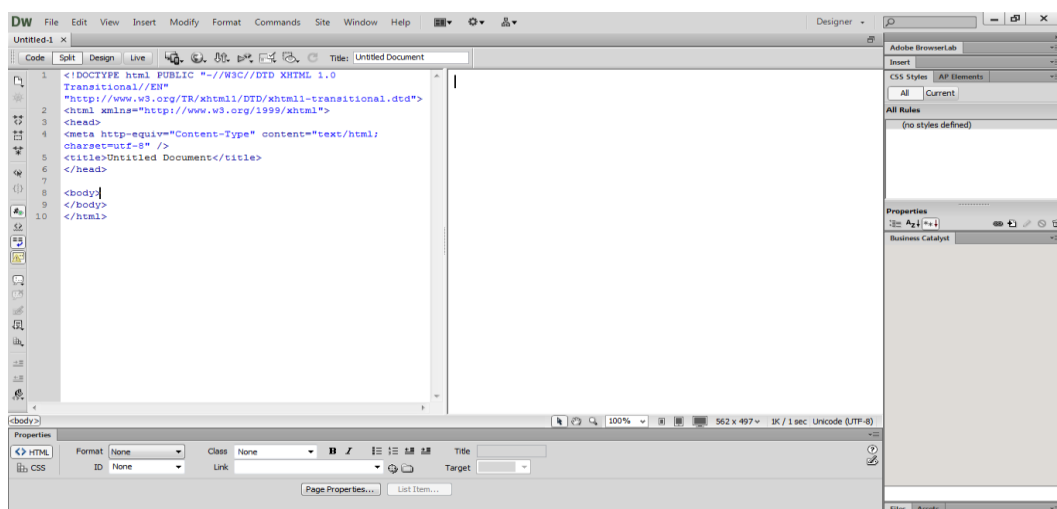 DW File Edit View Insert Modify Format Commands Site Window Help Designer
Untitled-1 ×
Code Split Design Live Title: Untitled Document
1 <!DOCTYPE html PUBLIC "-//W3C//DTD XHTML 1.0
Transitional//EN"
"http://www.w3.org/TR/xhtml1/DTD/xhtml1-transitional.dtd">
2 <html xmlns="http://www.w3.org/1999/xhtml">
3 <head>
4 <meta http-equiv="Content-Type" content="text/html;
charset=utf-8" />
5 <title>Untitled Document</title>
6 </head>
7
8 <body>
9 </body>
10 </html>
<body>
100% 562 x 497 1K / 1 sec Unicode (UTF-8)
Properties
<> HTML Format None Class None B I Title
CSS ID None Link Target
Page Properties... List Item...
Adobe BrowserLab
Insert
CSS Styles AP Elements
All Current
All Rules
(no styles defined)
Properties
Business Catalyst
Files Assets